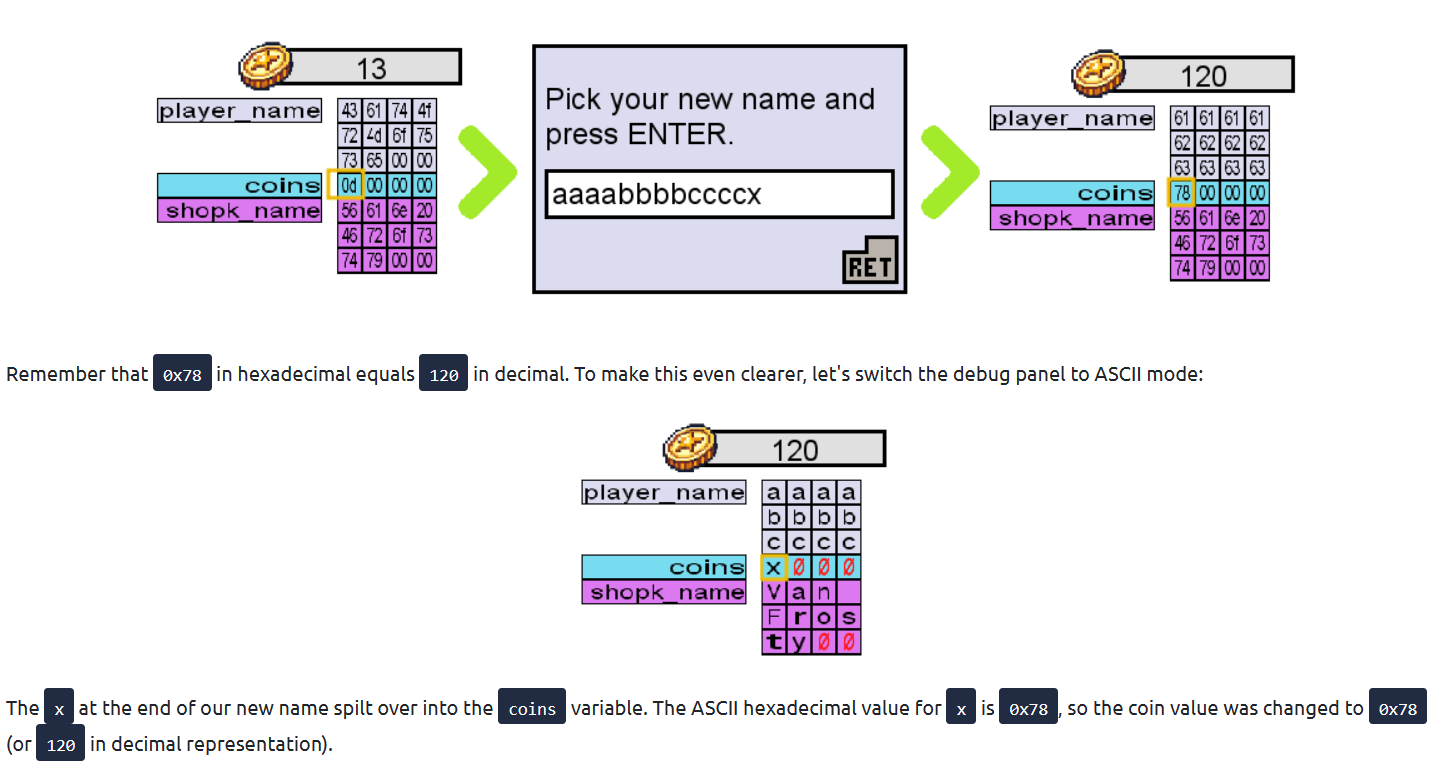 13
player_name 43 61 74 4f
72 4d 6f 75
73 65 00 00
coins 0d 00 00 00
shopk_name 56 61 6e 20
46 72 6f 73
74 79 00 00
Pick your new name and
press ENTER.
aaaabbbbccccx
RET
120
player_name 61 61 61 61
62 62 62 62
63 63 63 63
coins 78 00 00 00
shopk_name 56 61 6e 20
46 72 6f 73
74 79 00 00
Remember that 0x78 in hexadecimal equals 120 in decimal. To make this even clearer, let's switch the debug panel to ASCII mode:
120
player_name a a a a
b b b b
c c c c
coins x 0 0 0
shopk_name V a n
F r o s
t y 0 0
The x at the end of our new name spilt over into the coins variable. The ASCII hexadecimal value for x is 0x78, so the coin value was changed to 0x78
(or 120 in decimal representation).